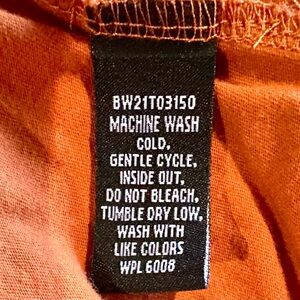 BW21T03150
MACHINE WASH
COLD,
GENTLE CYCLE,
INSIDE OUT,
DO NOT BLEACH,
TUMBLE DRY LOW,
WASH WITH
LIKE COLORS
WPL 6008